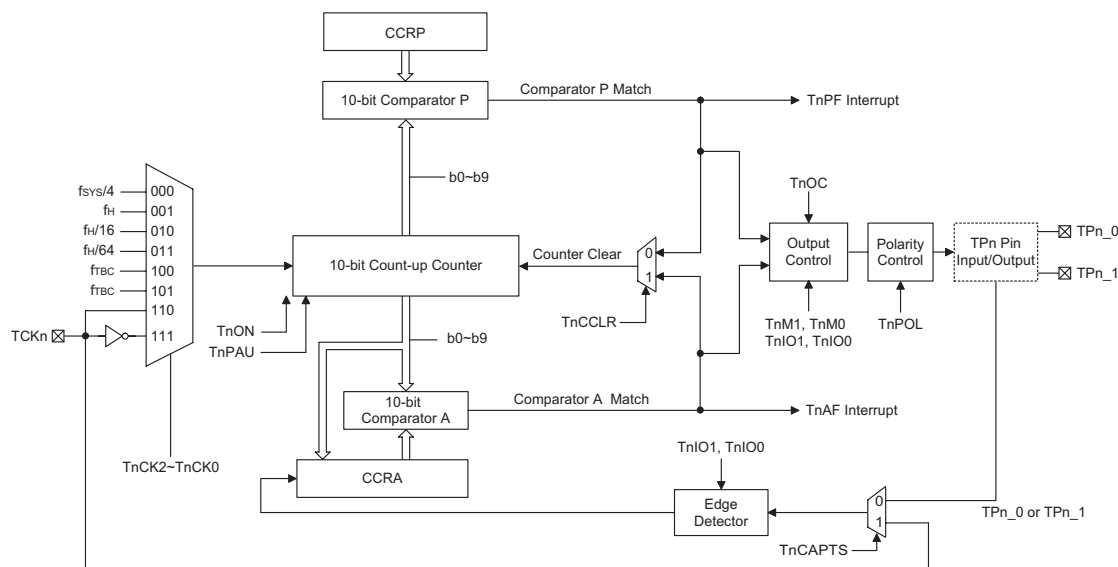 CCRP
10-bit Comparator P
Comparator P Match
TnPF Interrupt
b0~b9
fSYS/4
000
fH
001
fH/16
010
fH/64
011
fTBC
100
fTBC
101
110
111
TCKn
TnCK2~TnCK0
10-bit Count-up Counter
TnON
TnPAU
Counter Clear
0
1
TnCCLR
TnOC
Output
Control
TnM1, TnM0
TnIO1, TnIO0
Polarity
Control
TnPOL
TPn Pin
Input/Output
TPn_0
TPn_1
b0~b9
10-bit
Comparator A
Comparator A Match
TnAF Interrupt
CCRA
TnIO1, TnIO0
Edge
Detector
0
1
TnCAPTS
TPn_0 or TPn_1